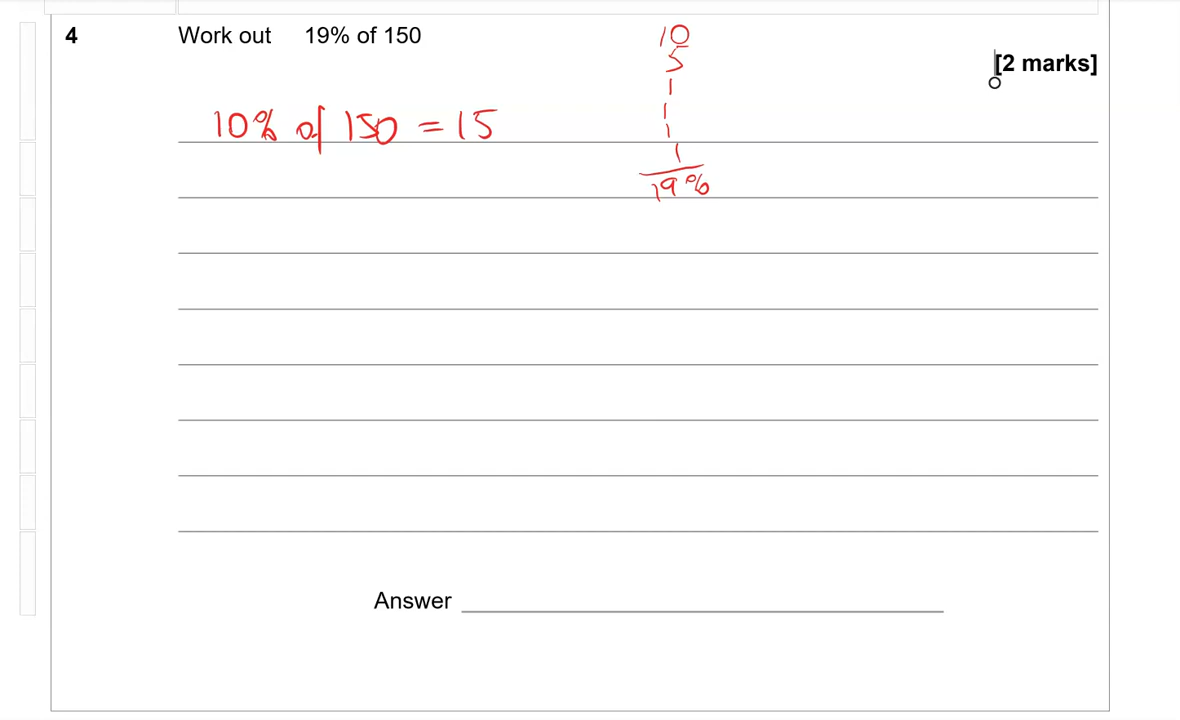 4 Work out 19% of 150
[2 marks]
10
5
1
1
1
1
19%
10% of 150 = 15
Answer